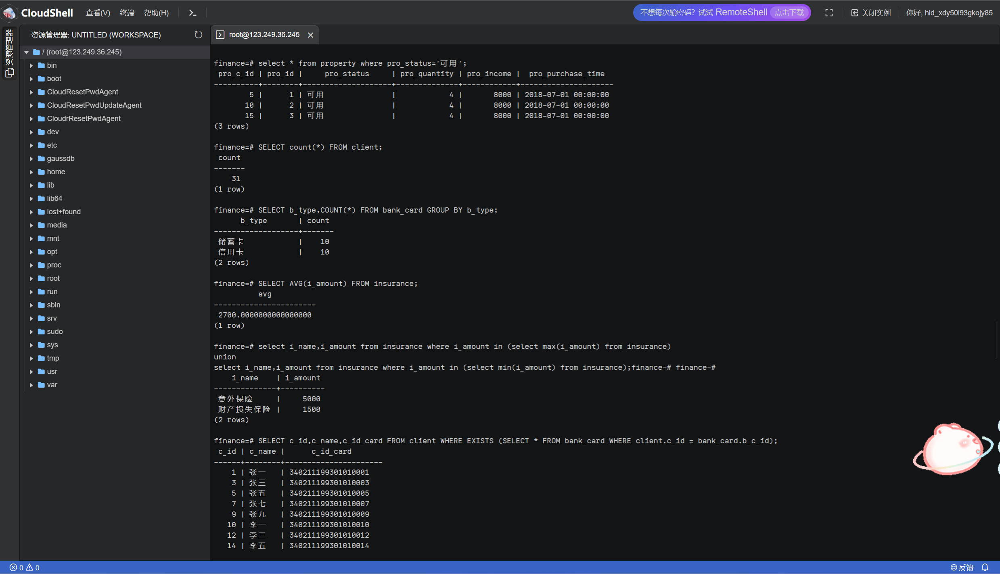 CloudShell 查看(V) 终端 帮助(H) 不想每次输密码？试试 RemoteShell 点击下载 关闭实例 你好, hid_xdy50l93gkojy85
资源管理器
资源管理器: UNTITLED (WORKSPACE)
/ (root@123.249.36.245)
bin
boot
CloudResetPwdAgent
CloudResetPwdUpdateAgent
CloudrResetPwdAgent
dev
etc
gaussdb
home
lib
lib64
lost+found
media
mnt
opt
proc
root
run
sbin
srv
sudo
sys
tmp
usr
var
root@123.249.36.245
finance=# select * from property where pro_status='可用';
pro_c_id | pro_id | pro_status | pro_quantity | pro_income | pro_purchase_time
----------+--------+--------------------+--------------+------------+---------------------
5 | 1 | 可用 | 4 | 8000 | 2018-07-01 00:00:00
10 | 2 | 可用 | 4 | 8000 | 2018-07-01 00:00:00
15 | 3 | 可用 | 4 | 8000 | 2018-07-01 00:00:00
(3 rows)
finance=# SELECT count(*) FROM client;
count
-------
31
(1 row)
finance=# SELECT b_type,COUNT(*) FROM bank_card GROUP BY b_type;
b_type | count
-------------------+-------
储蓄卡 | 10
信用卡 | 10
(2 rows)
finance=# SELECT AVG(i_amount) FROM insurance;
avg
-----------------------
2700.0000000000000000
(1 row)
finance=# select i_name,i_amount from insurance where i_amount in (select max(i_amount) from insurance)
union
select i_name,i_amount from insurance where i_amount in (select min(i_amount) from insurance);finance-# finance-#
i_name | i_amount
--------------+----------
意外保险 | 5000
财产损失保险 | 1500
(2 rows)
finance=# SELECT c_id,c_name,c_id_card FROM client WHERE EXISTS (SELECT * FROM bank_card WHERE client.c_id = bank_card.b_c_id);
c_id | c_name | c_id_card
------+--------+----------------------
1 | 张一 | 340211199301010001
3 | 张三 | 340211199301010003
5 | 张五 | 340211199301010005
7 | 张七 | 340211199301010007
9 | 张九 | 340211199301010009
10 | 李一 | 340211199301010010
12 | 李三 | 340211199301010012
14 | 李五 | 340211199301010014
0 0 反馈